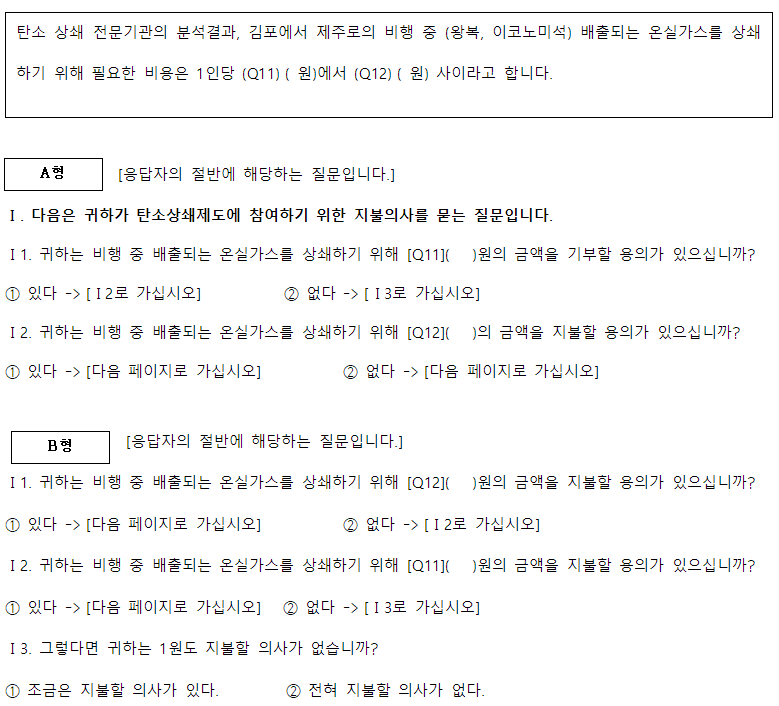 탄소 상쇄 전문기관의 분석결과, 김포에서 제주로의 비행 중 (왕복, 이코노미석) 배출되는 온실가스를 상쇄
하기 위해 필요한 비용은 1인당 (Q11) ( 원)에서 (Q12) ( 원) 사이라고 합니다.
A형 [응답자의 절반에 해당하는 질문입니다.]
Ⅰ. 다음은 귀하가 탄소상쇄제도에 참여하기 위한 지불의사를 묻는 질문입니다.
Ⅰ1. 귀하는 비행 중 배출되는 온실가스를 상쇄하기 위해 [Q11]( )원의 금액을 기부할 용의가 있으십니까?
① 있다 -> [Ⅰ2로 가십시오] ② 없다 -> [Ⅰ3로 가십시오]
Ⅰ2. 귀하는 비행 중 배출되는 온실가스를 상쇄하기 위해 [Q12]( )의 금액을 지불할 용의가 있으십니까?
① 있다 -> [다음 페이지로 가십시오] ② 없다 -> [다음 페이지로 가십시오]
B형 [응답자의 절반에 해당하는 질문입니다.]
Ⅰ1. 귀하는 비행 중 배출되는 온실가스를 상쇄하기 위해 [Q12]( )원의 금액을 지불할 용의가 있으십니까?
① 있다 -> [다음 페이지로 가십시오] ② 없다 -> [Ⅰ2로 가십시오]
Ⅰ2. 귀하는 비행 중 배출되는 온실가스를 상쇄하기 위해 [Q11]( )원의 금액을 지불할 용의가 있으십니까?
① 있다 -> [다음 페이지로 가십시오] ② 없다 -> [Ⅰ3로 가십시오]
Ⅰ3. 그렇다면 귀하는 1원도 지불할 의사가 없습니까?
① 조금은 지불할 의사가 있다. ② 전혀 지불할 의사가 없다.